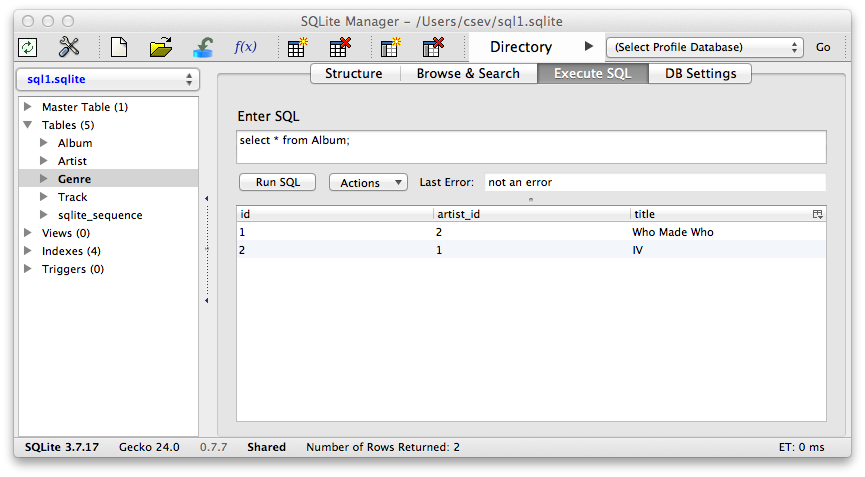 SQLite Manager – /Users/csev/sql1.sqlite
f(x) Directory (Select Profile Database) Go
sql1.sqlite
Structure Browse & Search Execute SQL DB Settings
Master Table (1)
Tables (5)
Album
Artist
Genre
Track
sqlite_sequence
Views (0)
Indexes (4)
Triggers (0)
Enter SQL
select * from Album;
Run SQL Actions Last Error: not an error
id artist_id title
1 2 Who Made Who
2 1 IV
SQLite 3.7.17 Gecko 24.0 0.7.7 Shared Number of Rows Returned: 2 ET: 0 ms